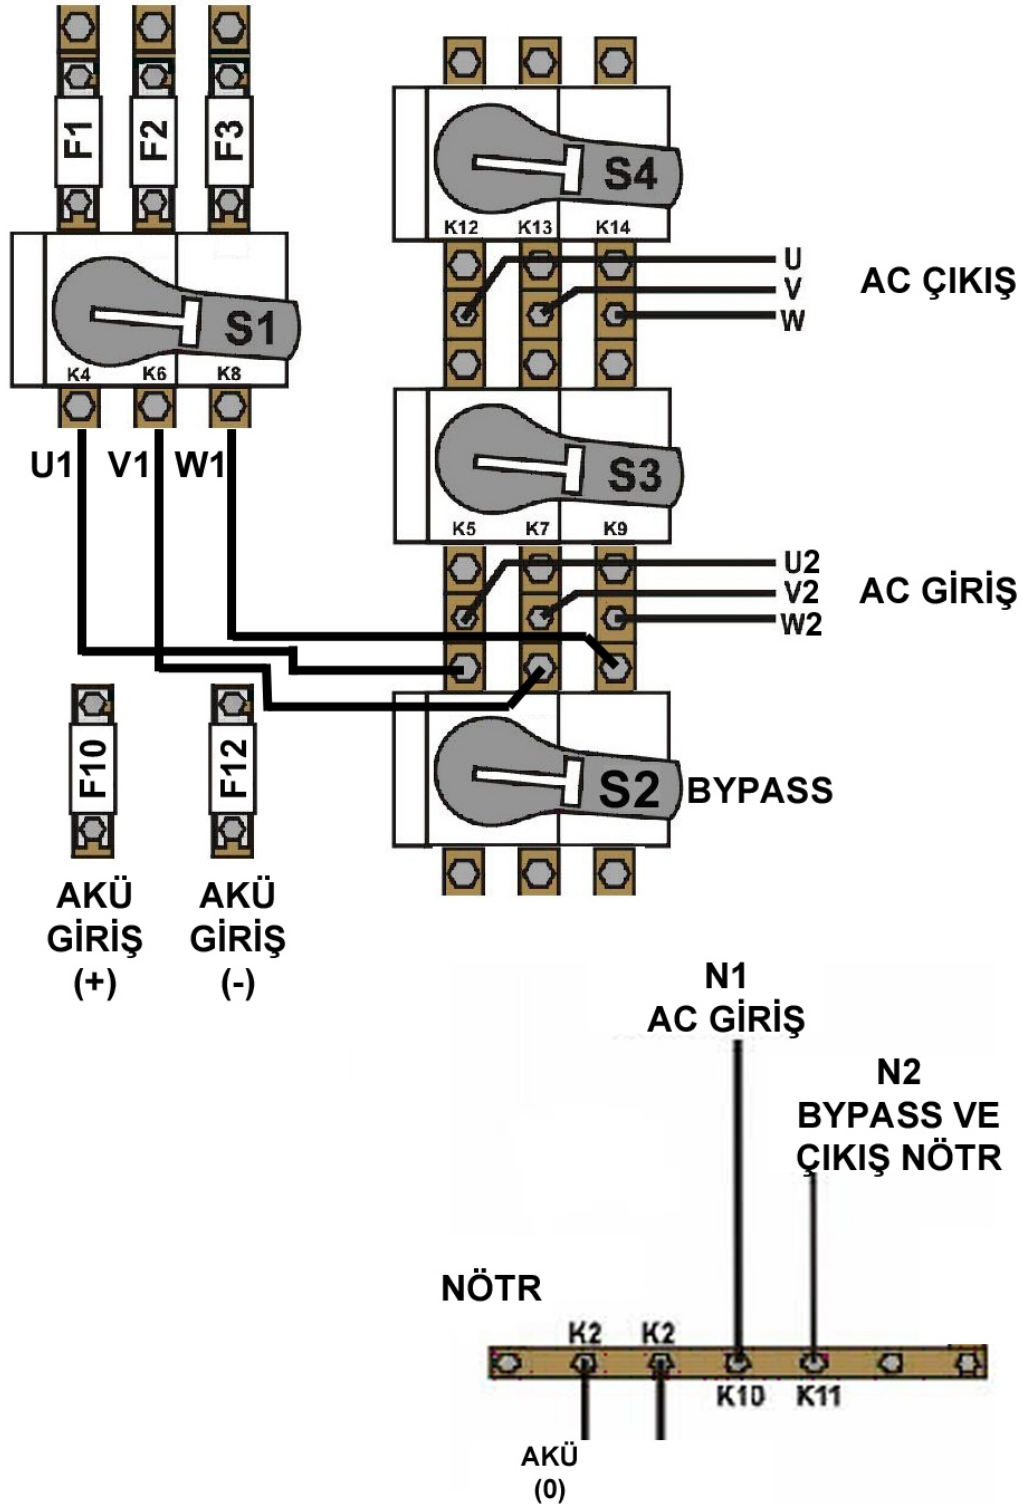 F1 F2 F3
S4
K12 K13 K14
U
V
W
AC ÇIKIŞ
S1
K4 K6 K8
U1 V1 W1
S3
K5 K7 K9
U2
V2
W2
AC GİRİŞ
F10 F12
S2 BYPASS
AKÜ
GİRİŞ
(+)
AKÜ
GİRİŞ
(-)
N1
AC GİRİŞ
N2
BYPASS VE
ÇIKIŞ NÖTR
NÖTR
K2 K2
K10 K11
AKÜ
(0)